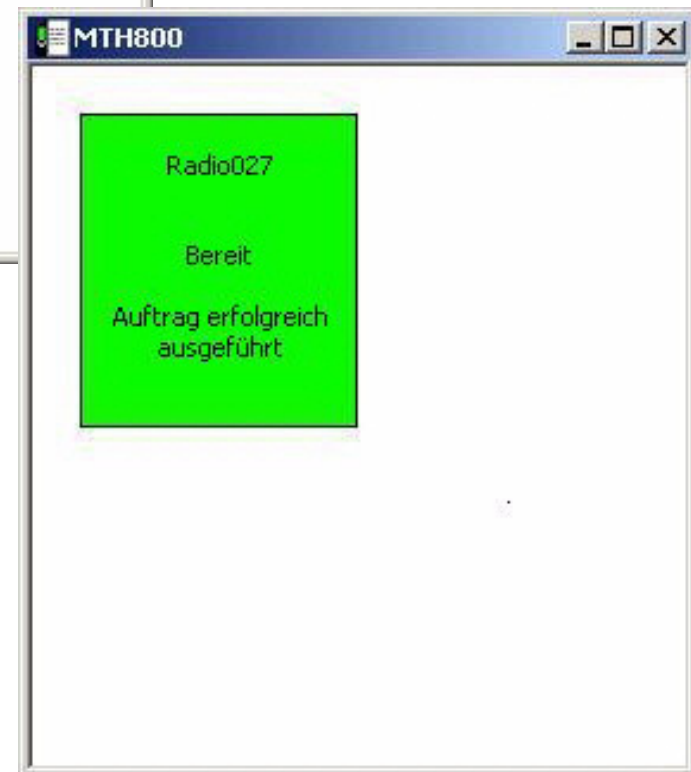 MTH800
Radio027
Bereit
Auftrag erfolgreich
ausgeführt